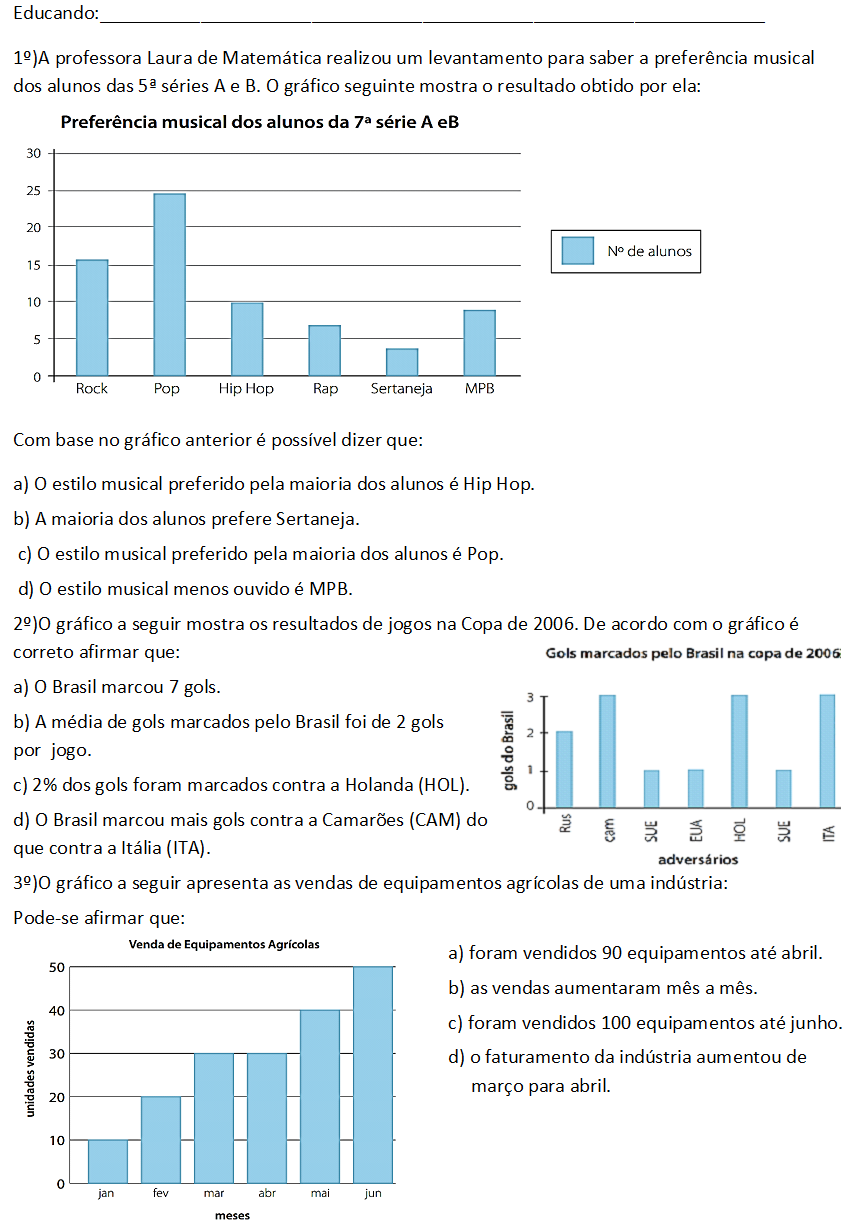 Educando:
1º)A professora Laura de Matemática realizou um levantamento para saber a preferência musical
dos alunos das 5ª séries A e B. O gráfico seguinte mostra o resultado obtido por ela:
Preferência musical dos alunos da 7ª série A eB
30
25
20
15
10
5
0
Rock Pop Hip Hop Rap Sertaneja MPB
Nº de alunos
Com base no gráfico anterior é possível dizer que:
a) O estilo musical preferido pela maioria dos alunos é Hip Hop.
b) A maioria dos alunos prefere Sertaneja.
c) O estilo musical preferido pela maioria dos alunos é Pop.
d) O estilo musical menos ouvido é MPB.
2º)O gráfico a seguir mostra os resultados de jogos na Copa de 2006. De acordo com o gráfico é
correto afirmar que:
a) O Brasil marcou 7 gols.
b) A média de gols marcados pelo Brasil foi de 2 gols
por jogo.
c) 2% dos gols foram marcados contra a Holanda (HOL).
d) O Brasil marcou mais gols contra a Camarões (CAM) do
que contra a Itália (ITA).
Gols marcados pelo Brasil na copa de 2006
gols do Brasil
3
2
1
0
Rus cam SUE EUA HOL SUE ITA
adversários
3º)O gráfico a seguir apresenta as vendas de equipamentos agrícolas de uma indústria:
Pode-se afirmar que:
Venda de Equipamentos Agrícolas
unidades vendidas
50
40
30
20
10
0
jan fev mar abr mai jun
meses
a) foram vendidos 90 equipamentos até abril.
b) as vendas aumentaram mês a mês.
c) foram vendidos 100 equipamentos até junho.
d) o faturamento da indústria aumentou de
março para abril.